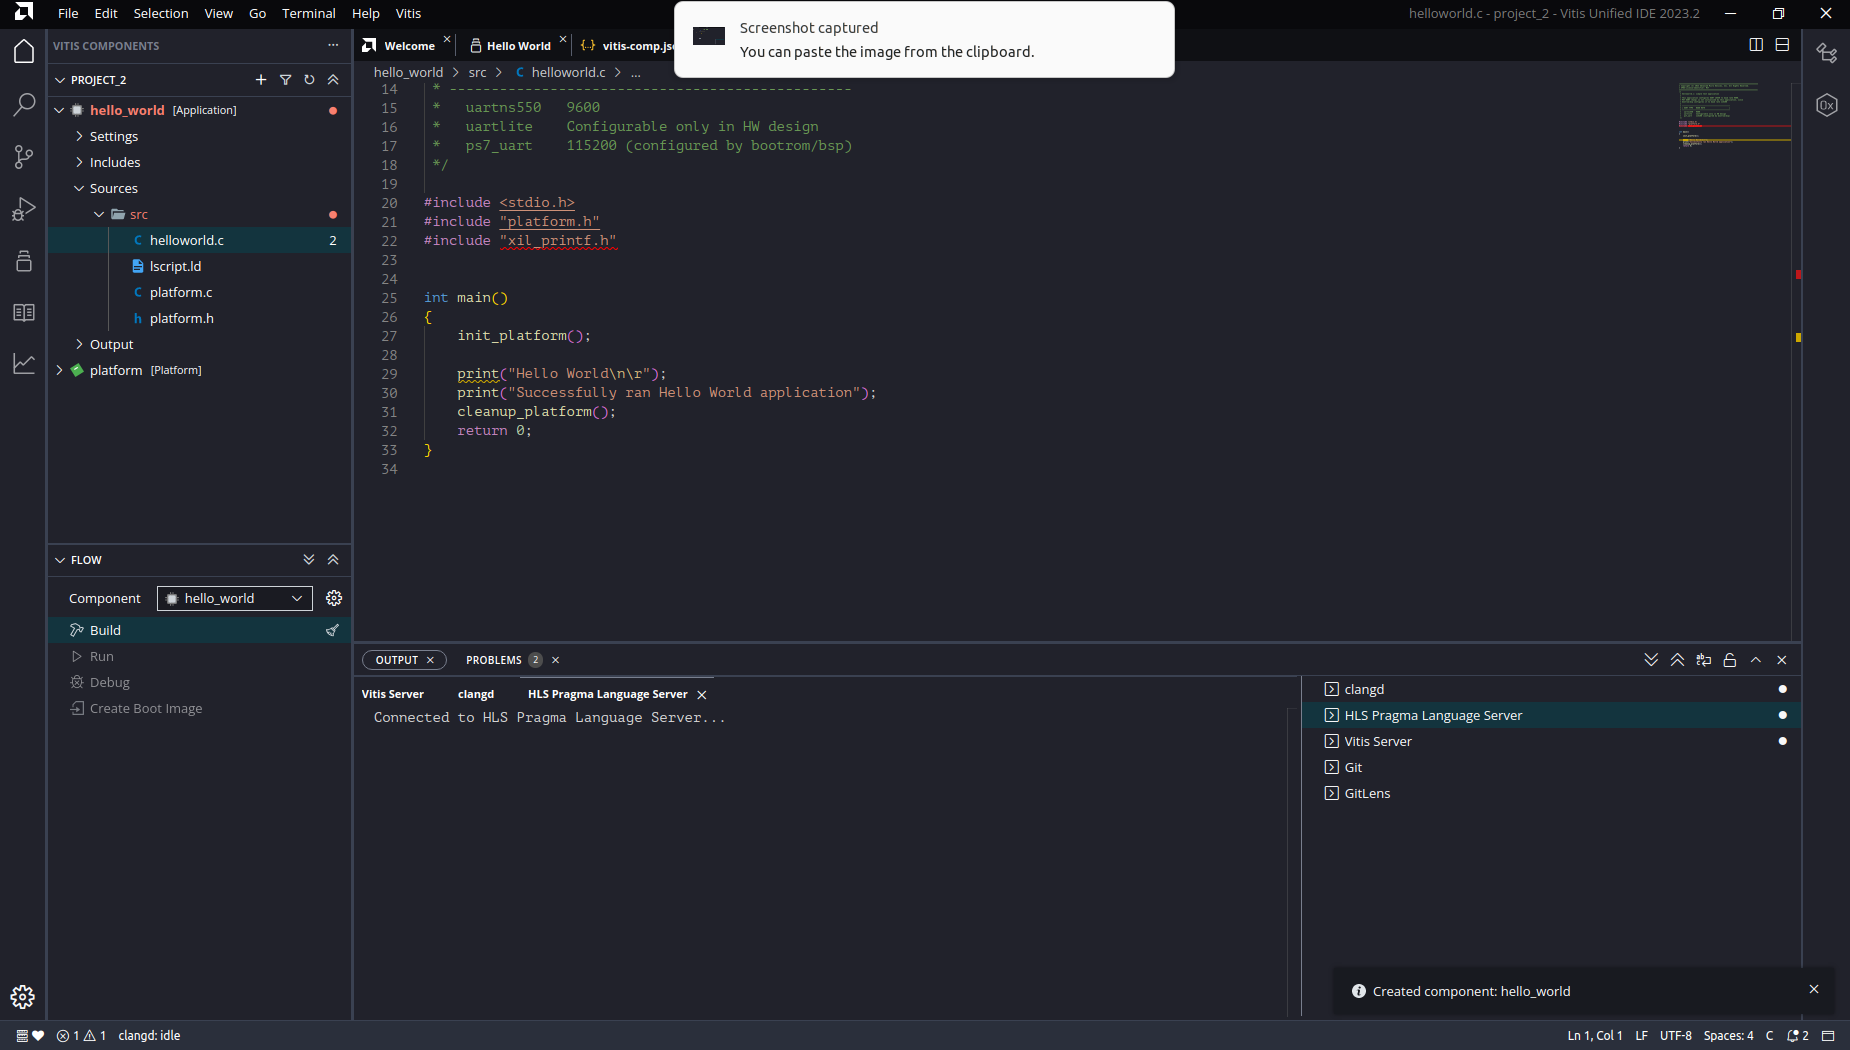 File Edit Selection View Go Terminal Help Vitis
helloworld.c - project_2 - Vitis Unified IDE 2023.2
Screenshot captured
You can paste the image from the clipboard.
VITIS COMPONENTS
Welcome
Hello World
vitis-comp.js
PROJECT_2
hello_world > src > C helloworld.c > ...
hello_world [Application]
Settings
Includes
Sources
src
C helloworld.c 2
lscript.ld
C platform.c
h platform.h
Output
platform [Platform]
14 * ------------------------------------------------
15 * uartns550 9600
16 * uartlite Configurable only in HW design
17 * ps7_uart 115200 (configured by bootrom/bsp)
18 */
19
20 #include <stdio.h>
21 #include "platform.h"
22 #include "xil_printf.h"
23
24
25 int main()
26 {
27 init_platform();
28
29 print("Hello World\n\r");
30 print("Successfully ran Hello World application");
31 cleanup_platform();
32 return 0;
33 }
34
0x
FLOW
Component hello_world
Build
Run
Debug
Create Boot Image
OUTPUT PROBLEMS 2
Vitis Server clangd HLS Pragma Language Server
Connected to HLS Pragma Language Server...
clangd
HLS Pragma Language Server
Vitis Server
Git
GitLens
Created component: hello_world
1 1 clangd: idle
Ln 1, Col 1 LF UTF-8 Spaces: 4 C 2